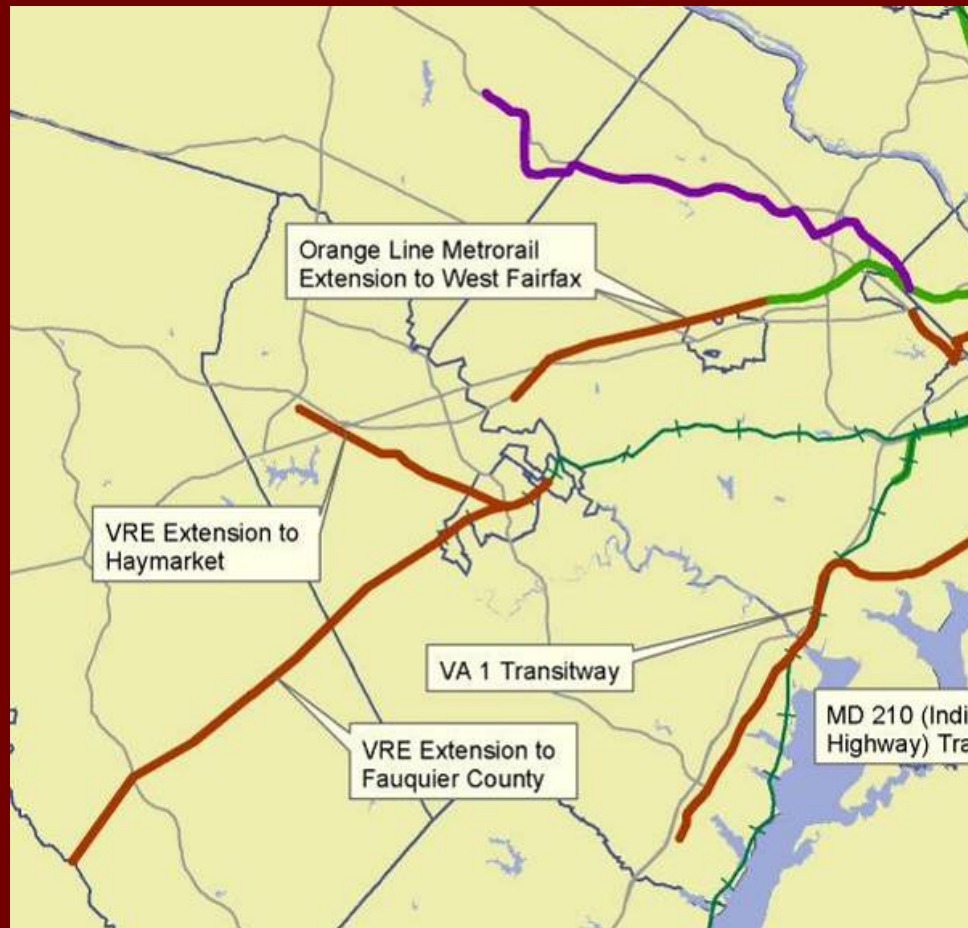 Orange Line Metrorail
Extension to West Fairfax
VRE Extension to
Haymarket
VA 1 Transitway
VRE Extension to
Fauquier County
MD 210 (Indi
Highway) Tra